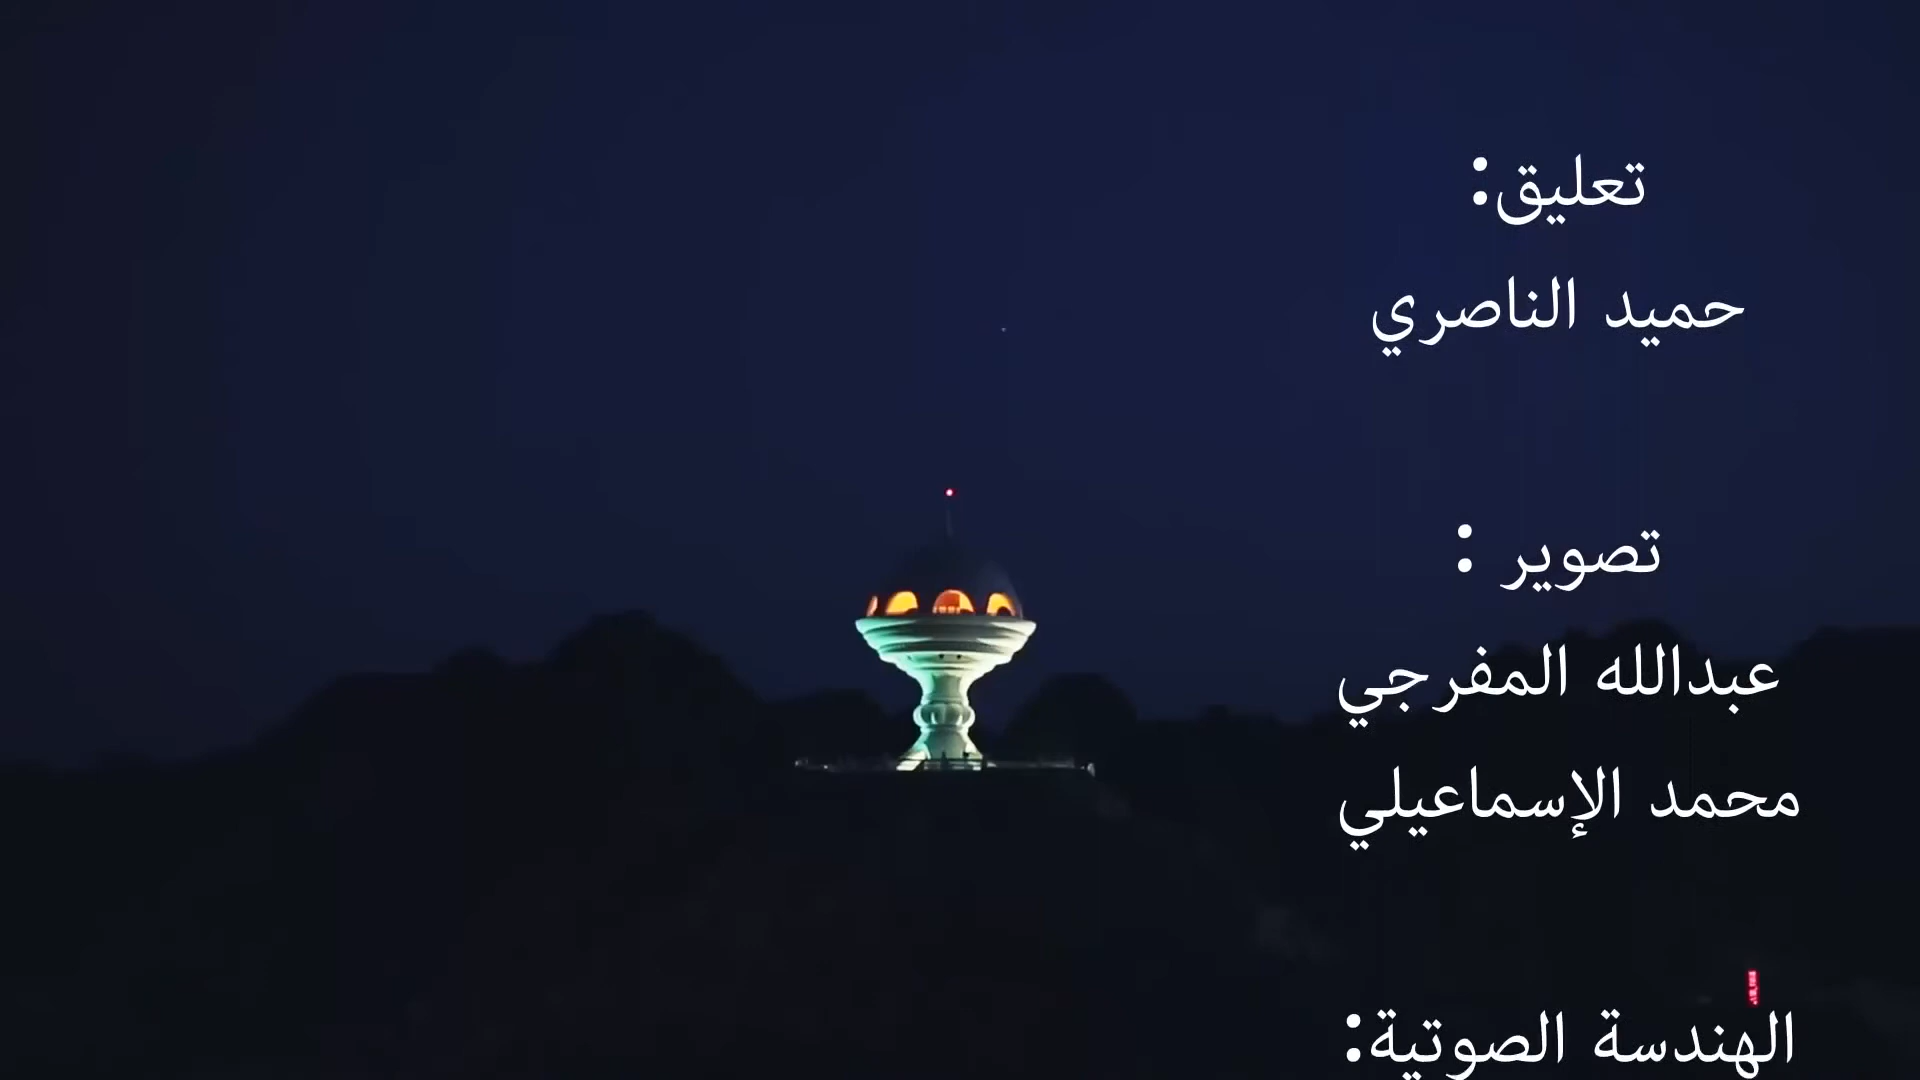 تعليق:
حميد الناصري
تصوير :
عبدالله المفرجي
محمد الإسماعيلي
الهندسة الصوتية: